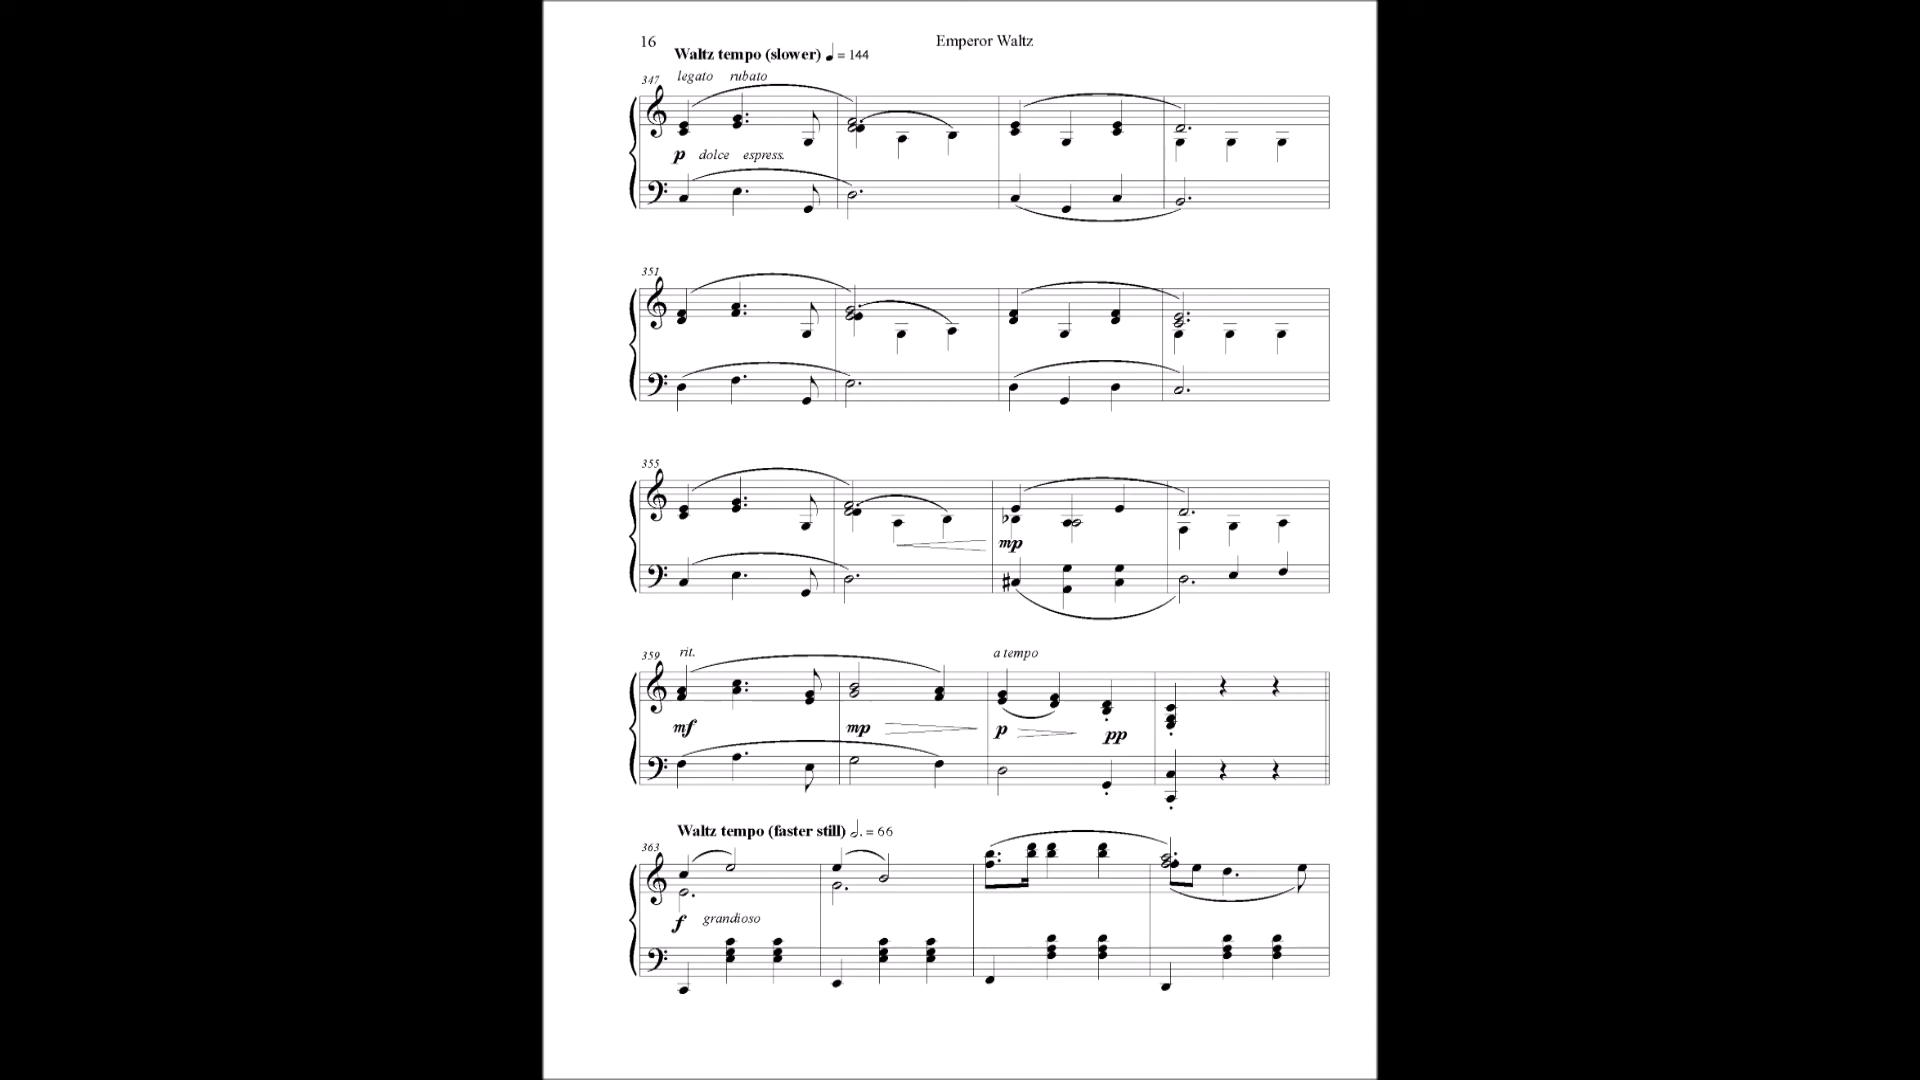 16 Emperor Waltz
Waltz tempo (slower) ♩ = 144
347 legato rubato
p dolce espress.
351
355
mp
359 rit. a tempo
mf mp p pp
Waltz tempo (faster still) 𝅗𝅥. = 66
363
f grandioso